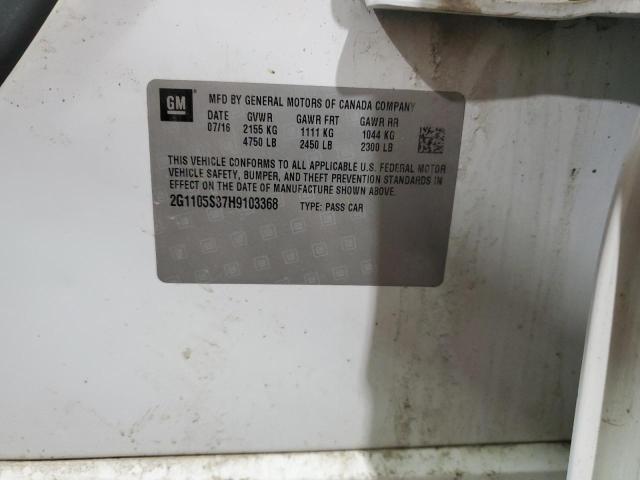 GM
MFD BY GENERAL MOTORS OF CANADA COMPANY
DATE GVWR GAWR FRT GAWR RR
07/16 2155 KG 1111 KG 1044 KG
4750 LB 2450 LB 2300 LB
THIS VEHICLE CONFORMS TO ALL APPLICABLE U.S. FEDERAL MOTOR
VEHICLE SAFETY, BUMPER, AND THEFT PREVENTION STANDARDS IN
EFFECT ON THE DATE OF MANUFACTURE SHOWN ABOVE.
2G1105S37H9103368 TYPE: PASS CAR